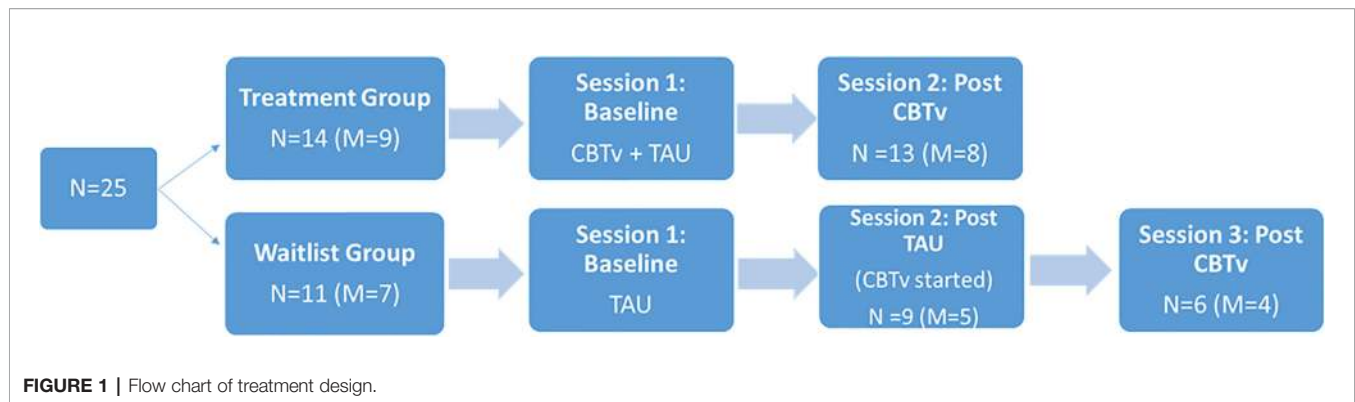 N=25
Treatment Group
N=14 (M=9)
Session 1:
Baseline
CBTv + TAU
Session 2: Post
CBTv
N =13 (M=8)
Waitlist Group
N=11 (M=7)
Session 1:
Baseline
TAU
Session 2: Post
TAU
(CBTv started)
N =9 (M=5)
Session 3: Post
CBTv
N=6 (M=4)
FIGURE 1 | Flow chart of treatment design.